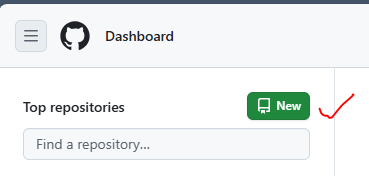 Dashboard
Top repositories
New
Find a repository...